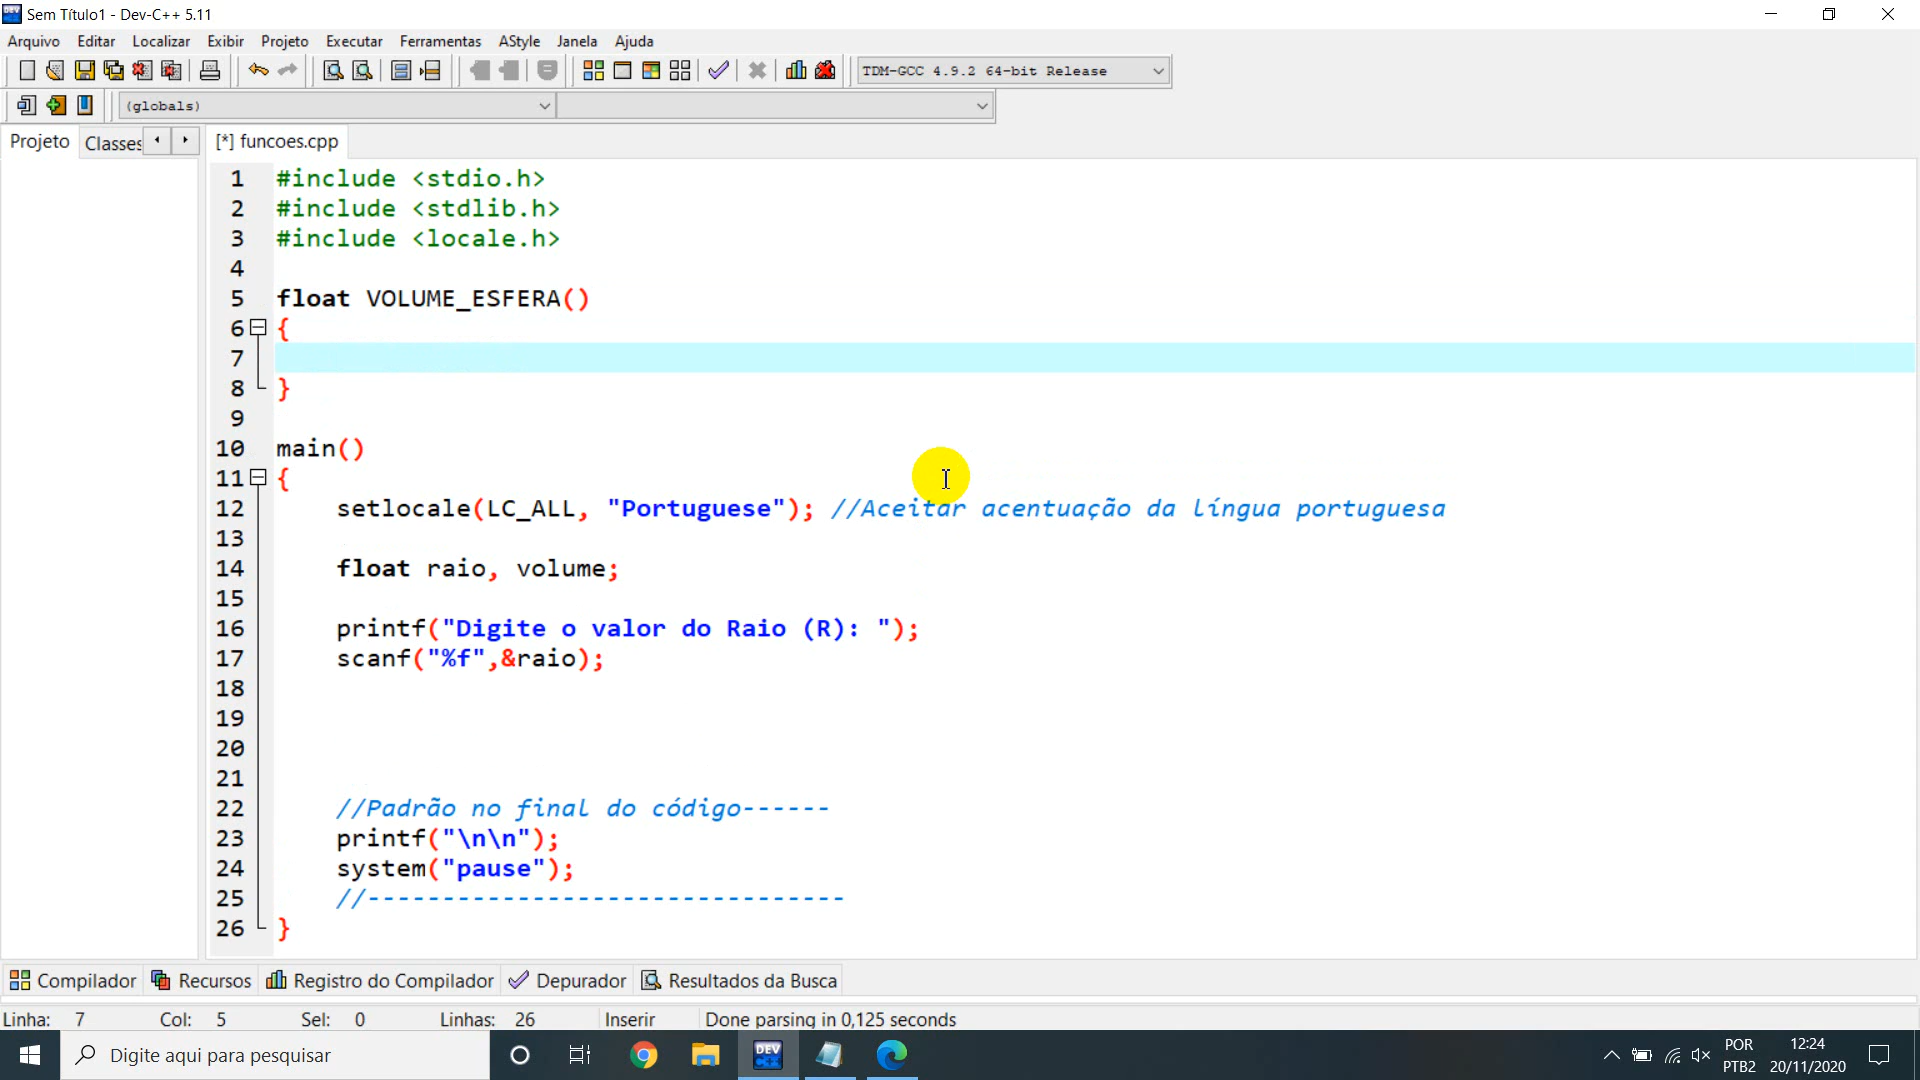 Sem Título1 - Dev-C++ 5.11
Arquivo Editar Localizar Exibir Projeto Executar Ferramentas AStyle Janela Ajuda
TDM-GCC 4.9.2 64-bit Release
(globals)
Projeto Classes [*] funcoes.cpp
1 #include <stdio.h>
2 #include <stdlib.h>
3 #include <locale.h>
4
5 float VOLUME_ESFERA()
6 {
7
8 }
9
10 main()
11 {
12 setlocale(LC_ALL, "Portuguese"); //Aceitar acentuação da língua portuguesa
13
14 float raio, volume;
15
16 printf("Digite o valor do Raio (R): ");
17 scanf("%f",&raio);
18
19
20
21
22 //Padrão no final do código------
23 printf("\n\n");
24 system("pause");
25 //--------------------------------
26 }
Compilador Recursos Registro do Compilador Depurador Resultados da Busca
Linha: 7 Col: 5 Sel: 0 Linhas: 26 Inserir Done parsing in 0,125 seconds
Digite aqui para pesquisar
DEV C++
POR 12:24
PTB2 20/11/2020